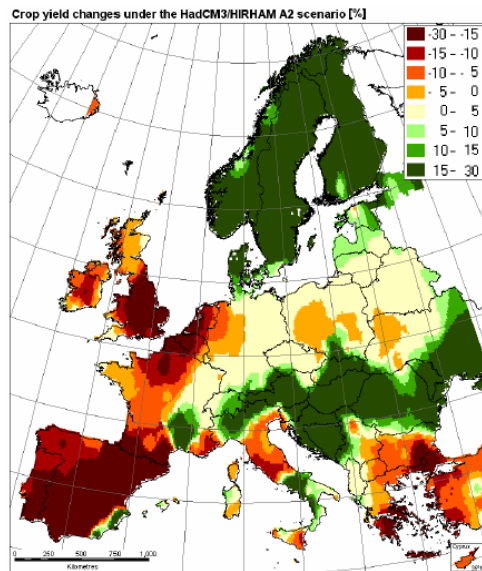 Crop yield changes under the HadCM3/HIRHAM A2 scenario [%]
-30 - -15
-15 - -10
-10 - -5
-5 - 0
0 - 5
5 - 10
10 - 15
15 - 30
Cyprus
0 250 500 750 1,000
Kilometres